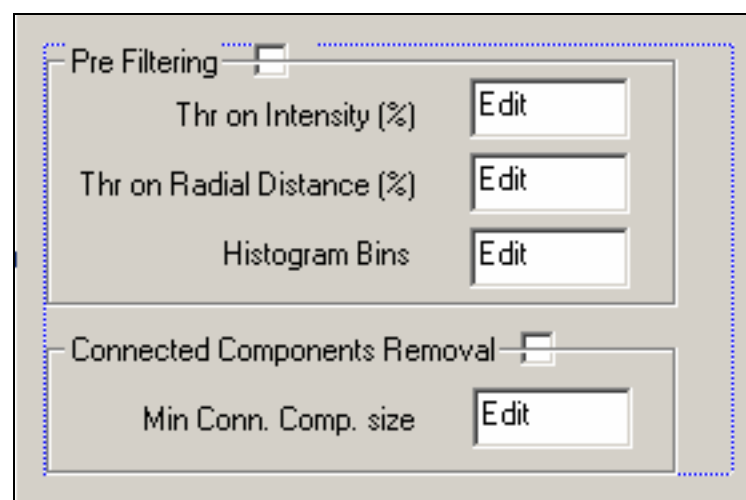 Pre Filtering
Thr on Intensity (%) Edit
Thr on Radial Distance (%) Edit
Histogram Bins Edit
Connected Components Removal
Min Conn. Comp. size Edit